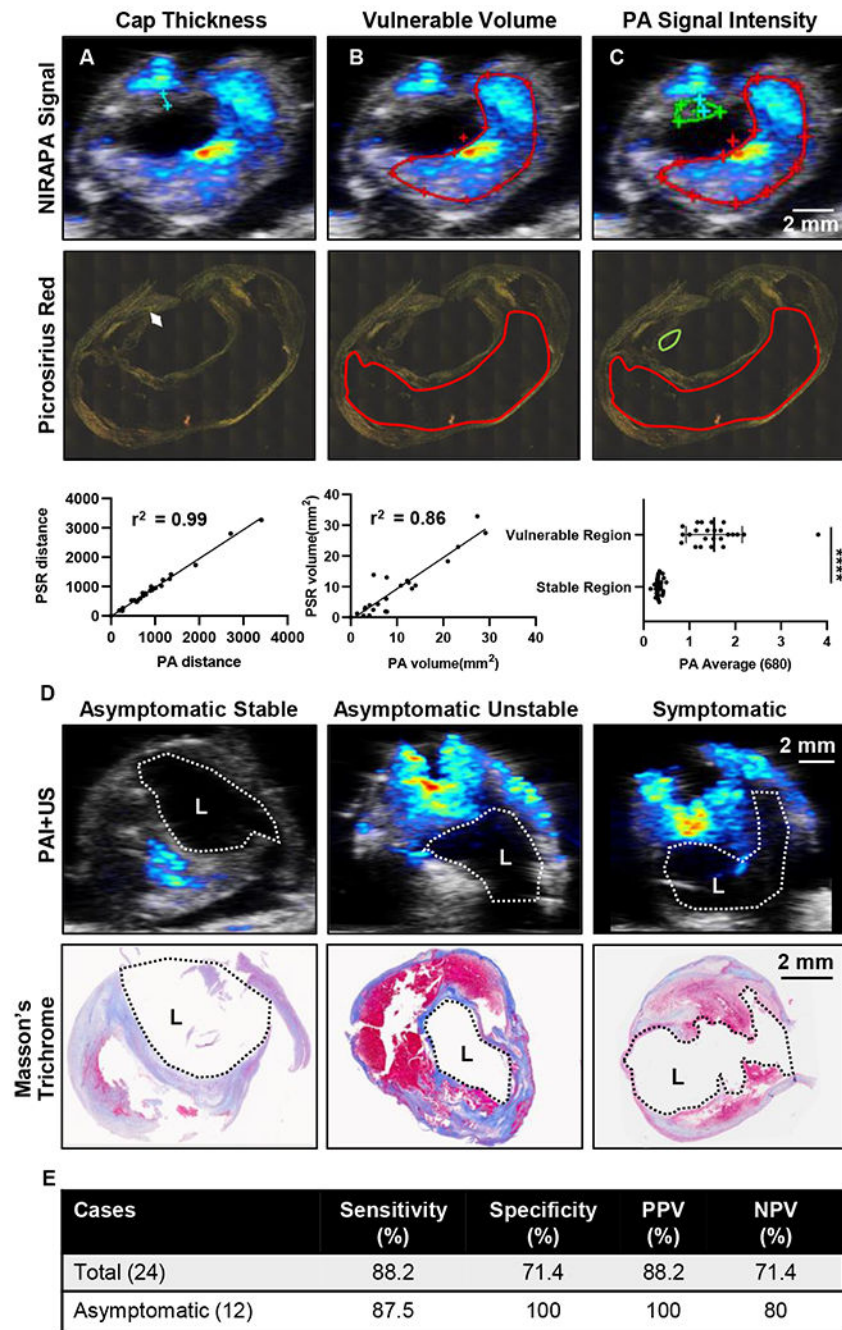 Cap Thickness
Vulnerable Volume
PA Signal Intensity
NIRAPA Signal
A
B
C
2 mm
Picrosirius Red
PSR distance
4000
3000
2000
1000
0
r² = 0.99
0 1000 2000 3000 4000
PA distance
PSR volume(mm²)
40
30
20
10
0
r² = 0.86
0 10 20 30 40
PA volume(mm²)
Vulnerable Region
Stable Region
****
0 1 2 3 4
PA Average (680)
D
Asymptomatic Stable
Asymptomatic Unstable
Symptomatic
PAI+US
L
L
L
2 mm
Masson's
Trichrome
L
L
L
2 mm
E
Cases Sensitivity (%) Specificity (%) PPV (%) NPV (%)
Total (24) 88.2 71.4 88.2 71.4
Asymptomatic (12) 87.5 100 100 80